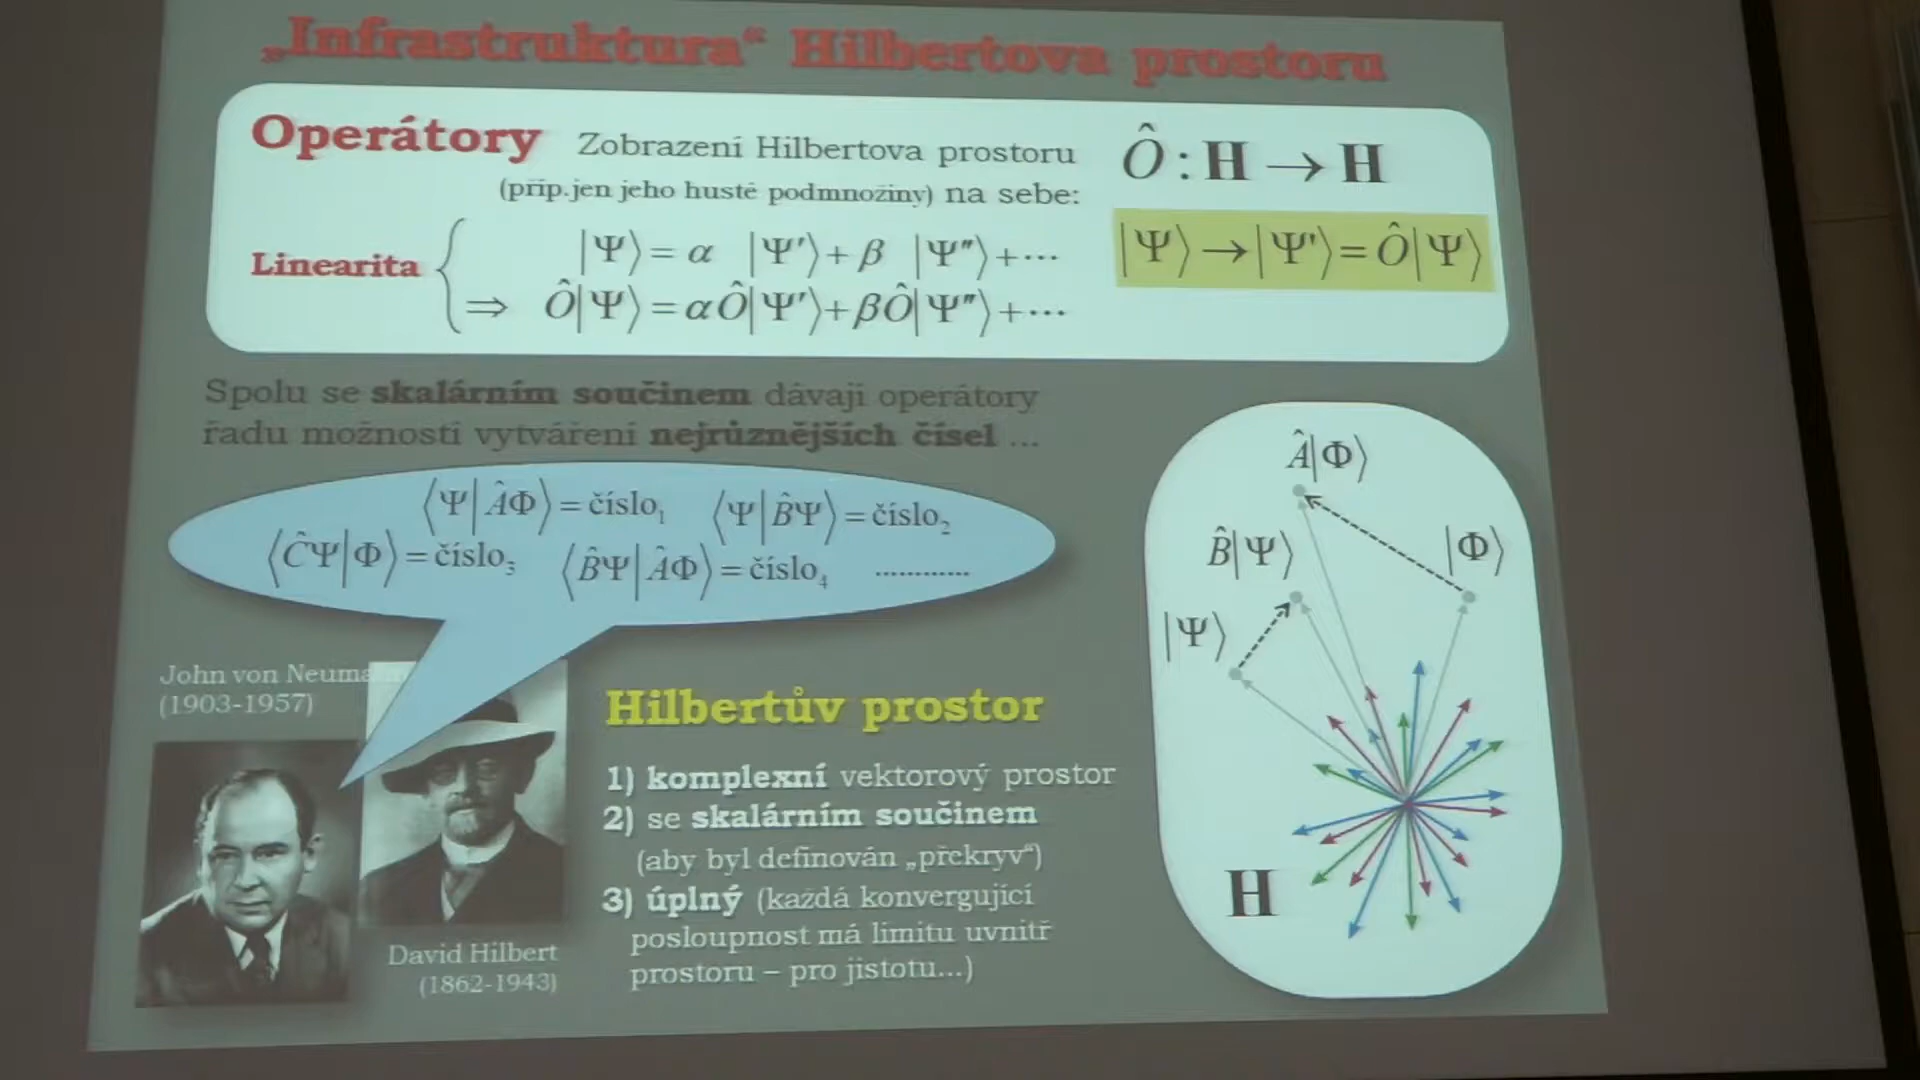 „Infrastruktura“ Hilbertova prostoru
Operátory Zobrazení Hilbertova prostoru
(příp.jen jeho husté podmnožiny) na sebe:
Ô : H → H
|Ψ⟩ → |Ψ'⟩ = Ô|Ψ⟩
Linearita
|Ψ⟩ = α |Ψ'⟩ + β |Ψ"⟩ + ···
⇒ Ô|Ψ⟩ = αÔ|Ψ'⟩ + βÔ|Ψ"⟩ + ···
Spolu se skalárním součinem dávají operátory
řadu možností vytváření nejrůznějších čísel ...
⟨Ψ|ÂΦ⟩ = číslo₁ ⟨Ψ|B̂Ψ⟩ = číslo₂
⟨ĈΨ|Φ⟩ = číslo₃ ⟨B̂Ψ|ÂΦ⟩ = číslo₄ ............
John von Neumann
(1903-1957)
David Hilbert
(1862-1943)
Hilbertův prostor
1) komplexní vektorový prostor
2) se skalárním součinem
(aby byl definován „překryv“)
3) úplný (každá konvergující
posloupnost má limitu uvnitř
prostoru – pro jistotu...)
Â|Φ⟩
B̂|Ψ⟩
|Φ⟩
|Ψ⟩
H